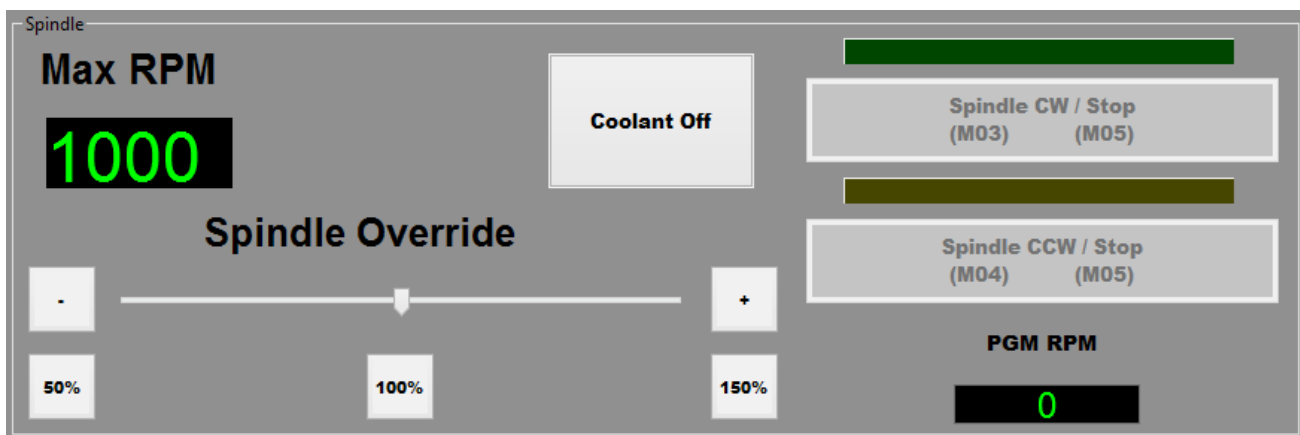 Spindle
Max RPM
1000
Coolant Off
Spindle CW / Stop
(M03) (M05)
Spindle Override
Spindle CCW / Stop
(M04) (M05)
- +
50% 100% 150%
PGM RPM
0